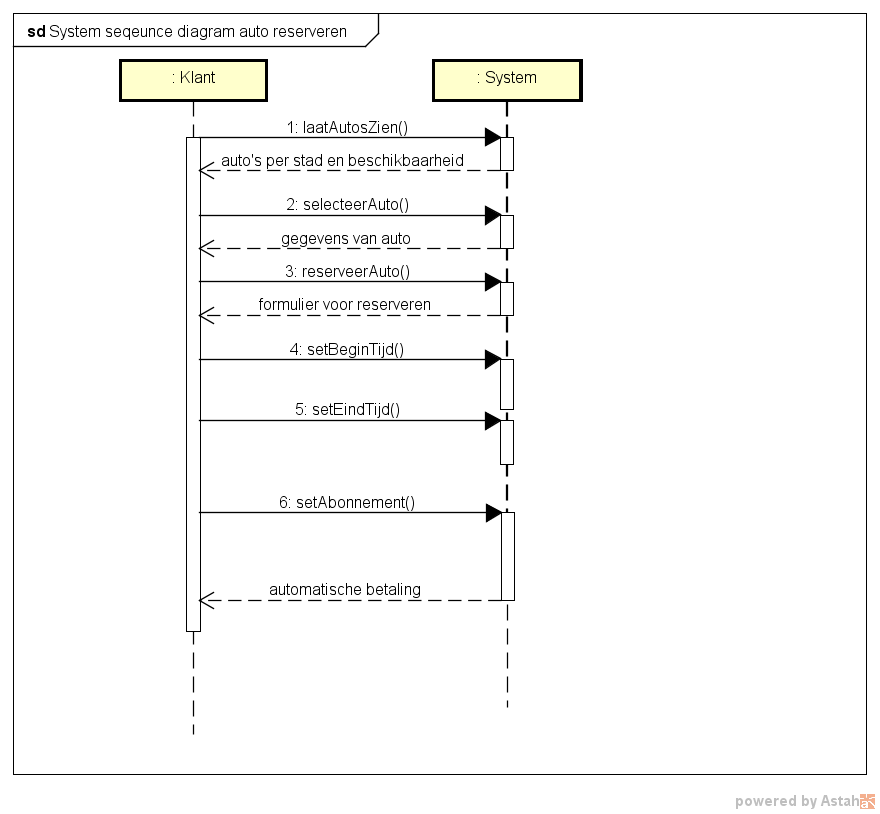 sd System seqeunce diagram auto reserveren
: Klant
: System
1: laatAutosZien()
auto's per stad en beschikbaarheid
2: selecteerAuto()
gegevens van auto
3: reserveerAuto()
formulier voor reserveren
4: setBeginTijd()
5: setEindTijd()
6: setAbonnement()
automatische betaling
powered by Astah